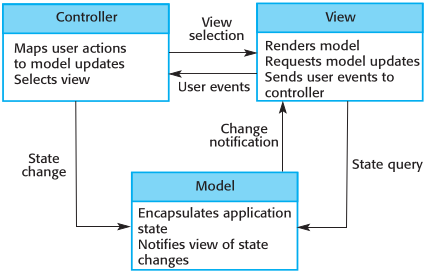 Controller
Maps user actions
to model updates
Selects view
View
selection
User events
View
Renders model
Requests model updates
Sends user events to
controller
State
change
Change
notification
State query
Model
Encapsulates application
state
Notifies view of state
changes